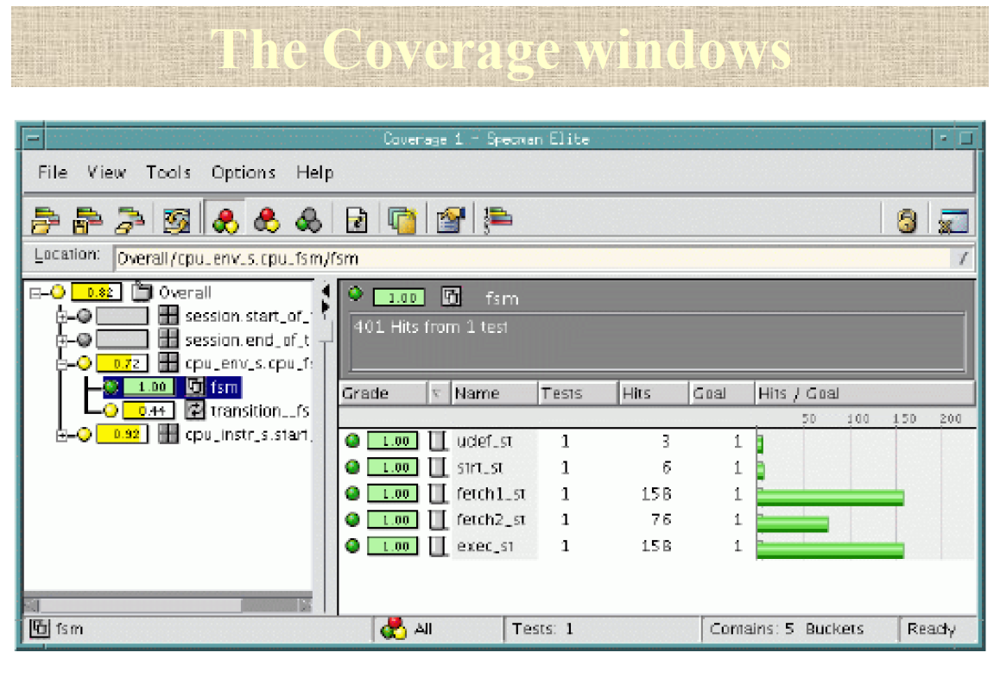 The Coverage windows
Coverage 1 - Specman Elite
File View Tools Options Help
Location: Overall/cpu_env_s.cpu_fsm/fsm
0.82 Overall
session.start_of_
session.end_of_t
0.72 cpu_env_s.cpu_f
1.00 fsm
0.44 transition__fs
0.92 cpu_instr_s.start_
1.00 fsm
401 Hits from 1 test
Grade Name Tests Hits Goal Hits / Goal
50 100 150 200
1.00 udef_st 1 3 1
1.00 strt_st 1 6 1
1.00 fetch1_st 1 158 1
1.00 fetch2_st 1 76 1
1.00 exec_st 1 158 1
fsm All Tests: 1 Contains: 5 Buckets Ready